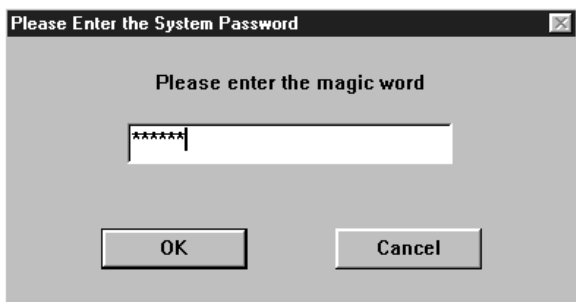 Please Enter the System Password
Please enter the magic word
******
OK
Cancel